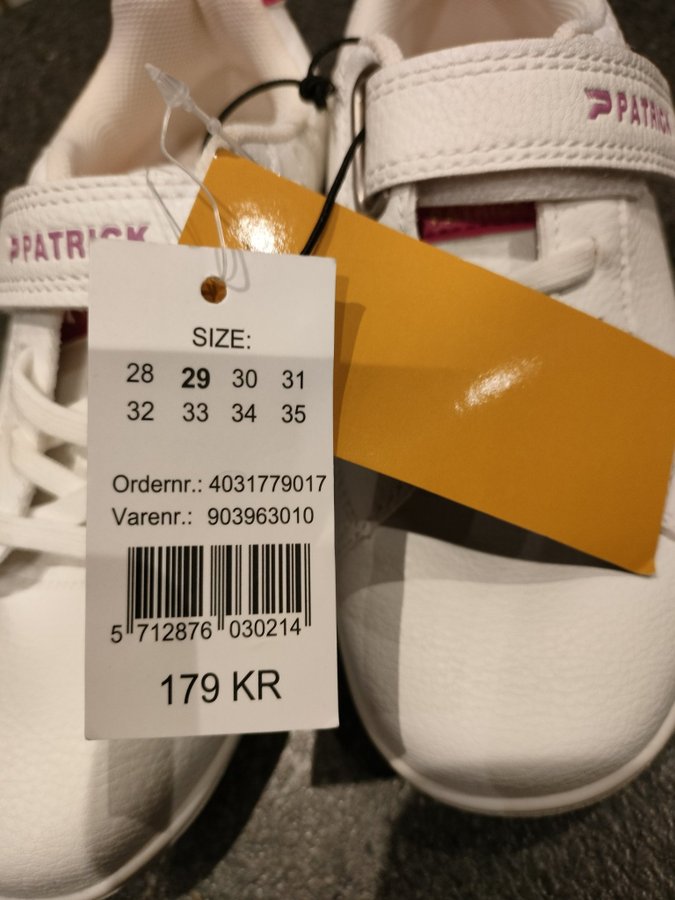 PATRICK
PATRICK
SIZE:
28 29 30 31
32 33 34 35
Ordernr.: 4031779017
Varenr.: 903963010
5 712876 030214
179 KR